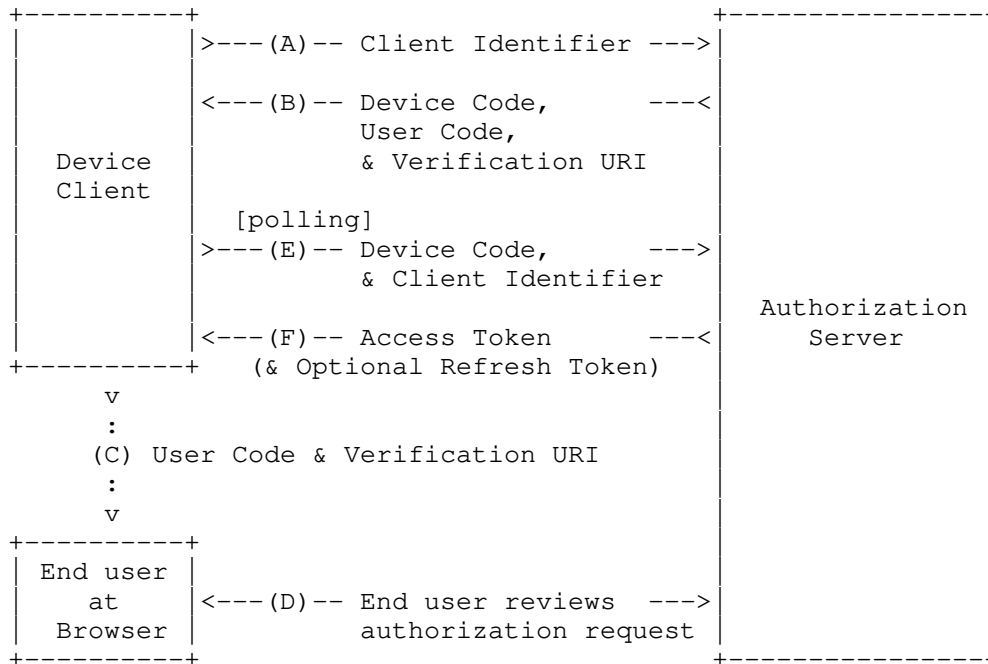 >---(A)-- Client Identifier --->
<---(B)-- Device Code, ---<
User Code,
Device & Verification URI
Client
[polling]
>---(E)-- Device Code, --->
& Client Identifier
Authorization
<---(F)-- Access Token ---< Server
(& Optional Refresh Token)
v
:
(C) User Code & Verification URI
:
v
End user
at <---(D)-- End user reviews --->
Browser authorization request